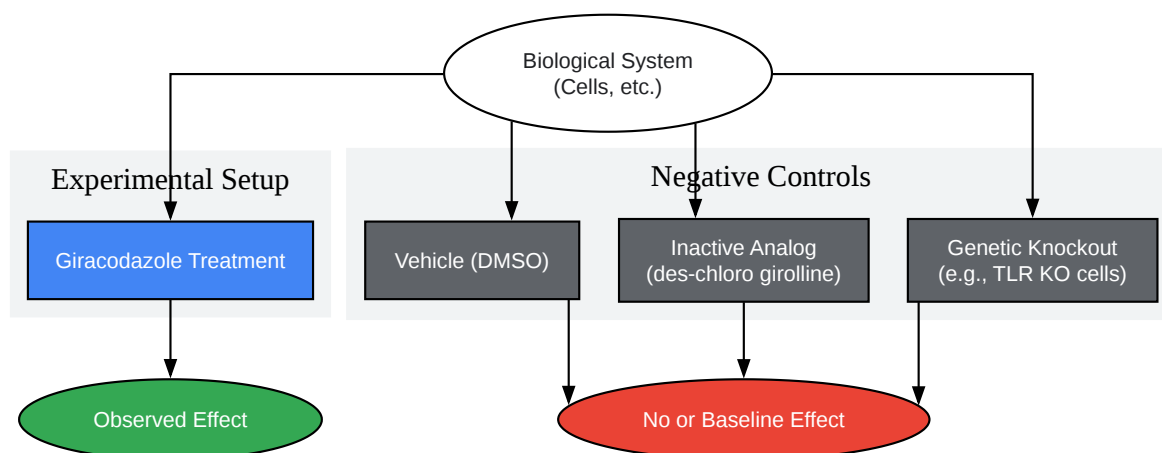 Biological System
(Cells, etc.)
Experimental Setup
Negative Controls
Giracodazole Treatment
Vehicle (DMSO)
Inactive Analog
(des-chloro girolline)
Genetic Knockout
(e.g., TLR KO cells)
Observed Effect
No or Baseline Effect